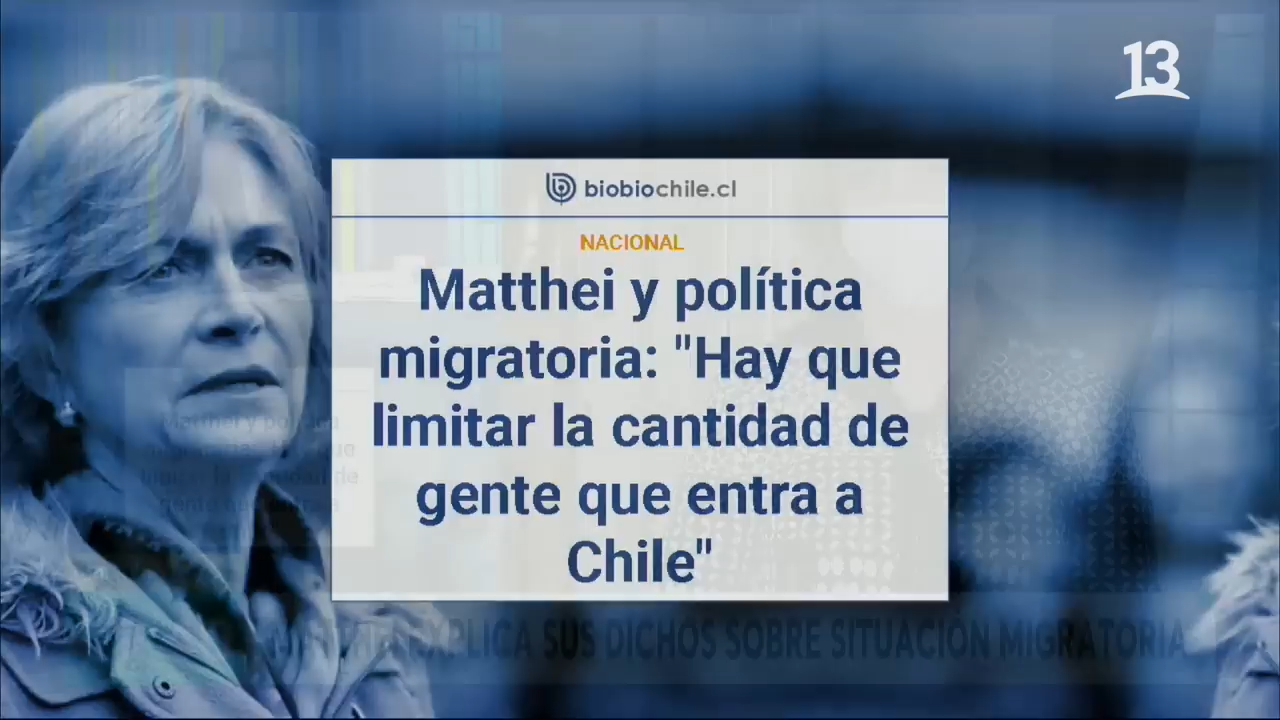 13
biobiochile.cl
NACIONAL
Matthei y política
migratoria: "Hay que
limitar la cantidad de
gente que entra a
Chile"
EXPLICA SUS DICHOS SOBRE SITUACIÓN MIGRATORIA